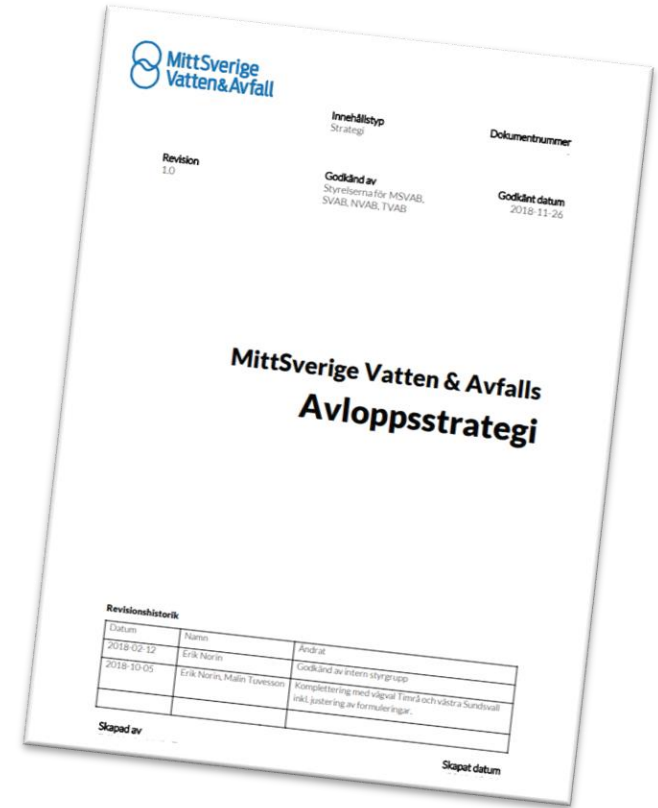 MittSverige
Vatten & Avfall
Innehållstyp
Strategi
Dokumentnummer
-
Revision
1.0
Godkänd av
Styrelserna för MSVAB,
SVAB, NVAB, TVAB
Godkänt datum
2018-11-26
MittSverige Vatten & Avfalls
Avloppsstrategi
Revisionshistorik
Datum Namn Ändrat
2018-02-12 Erik Norin Godkänd av intern styrgrupp
2018-10-05 Erik Norin, Malin Tuvesson Komplettering med vägval Timrå och västra Sundsvall
inkl. justering av formuleringar.
Skapad av
Skapat datum